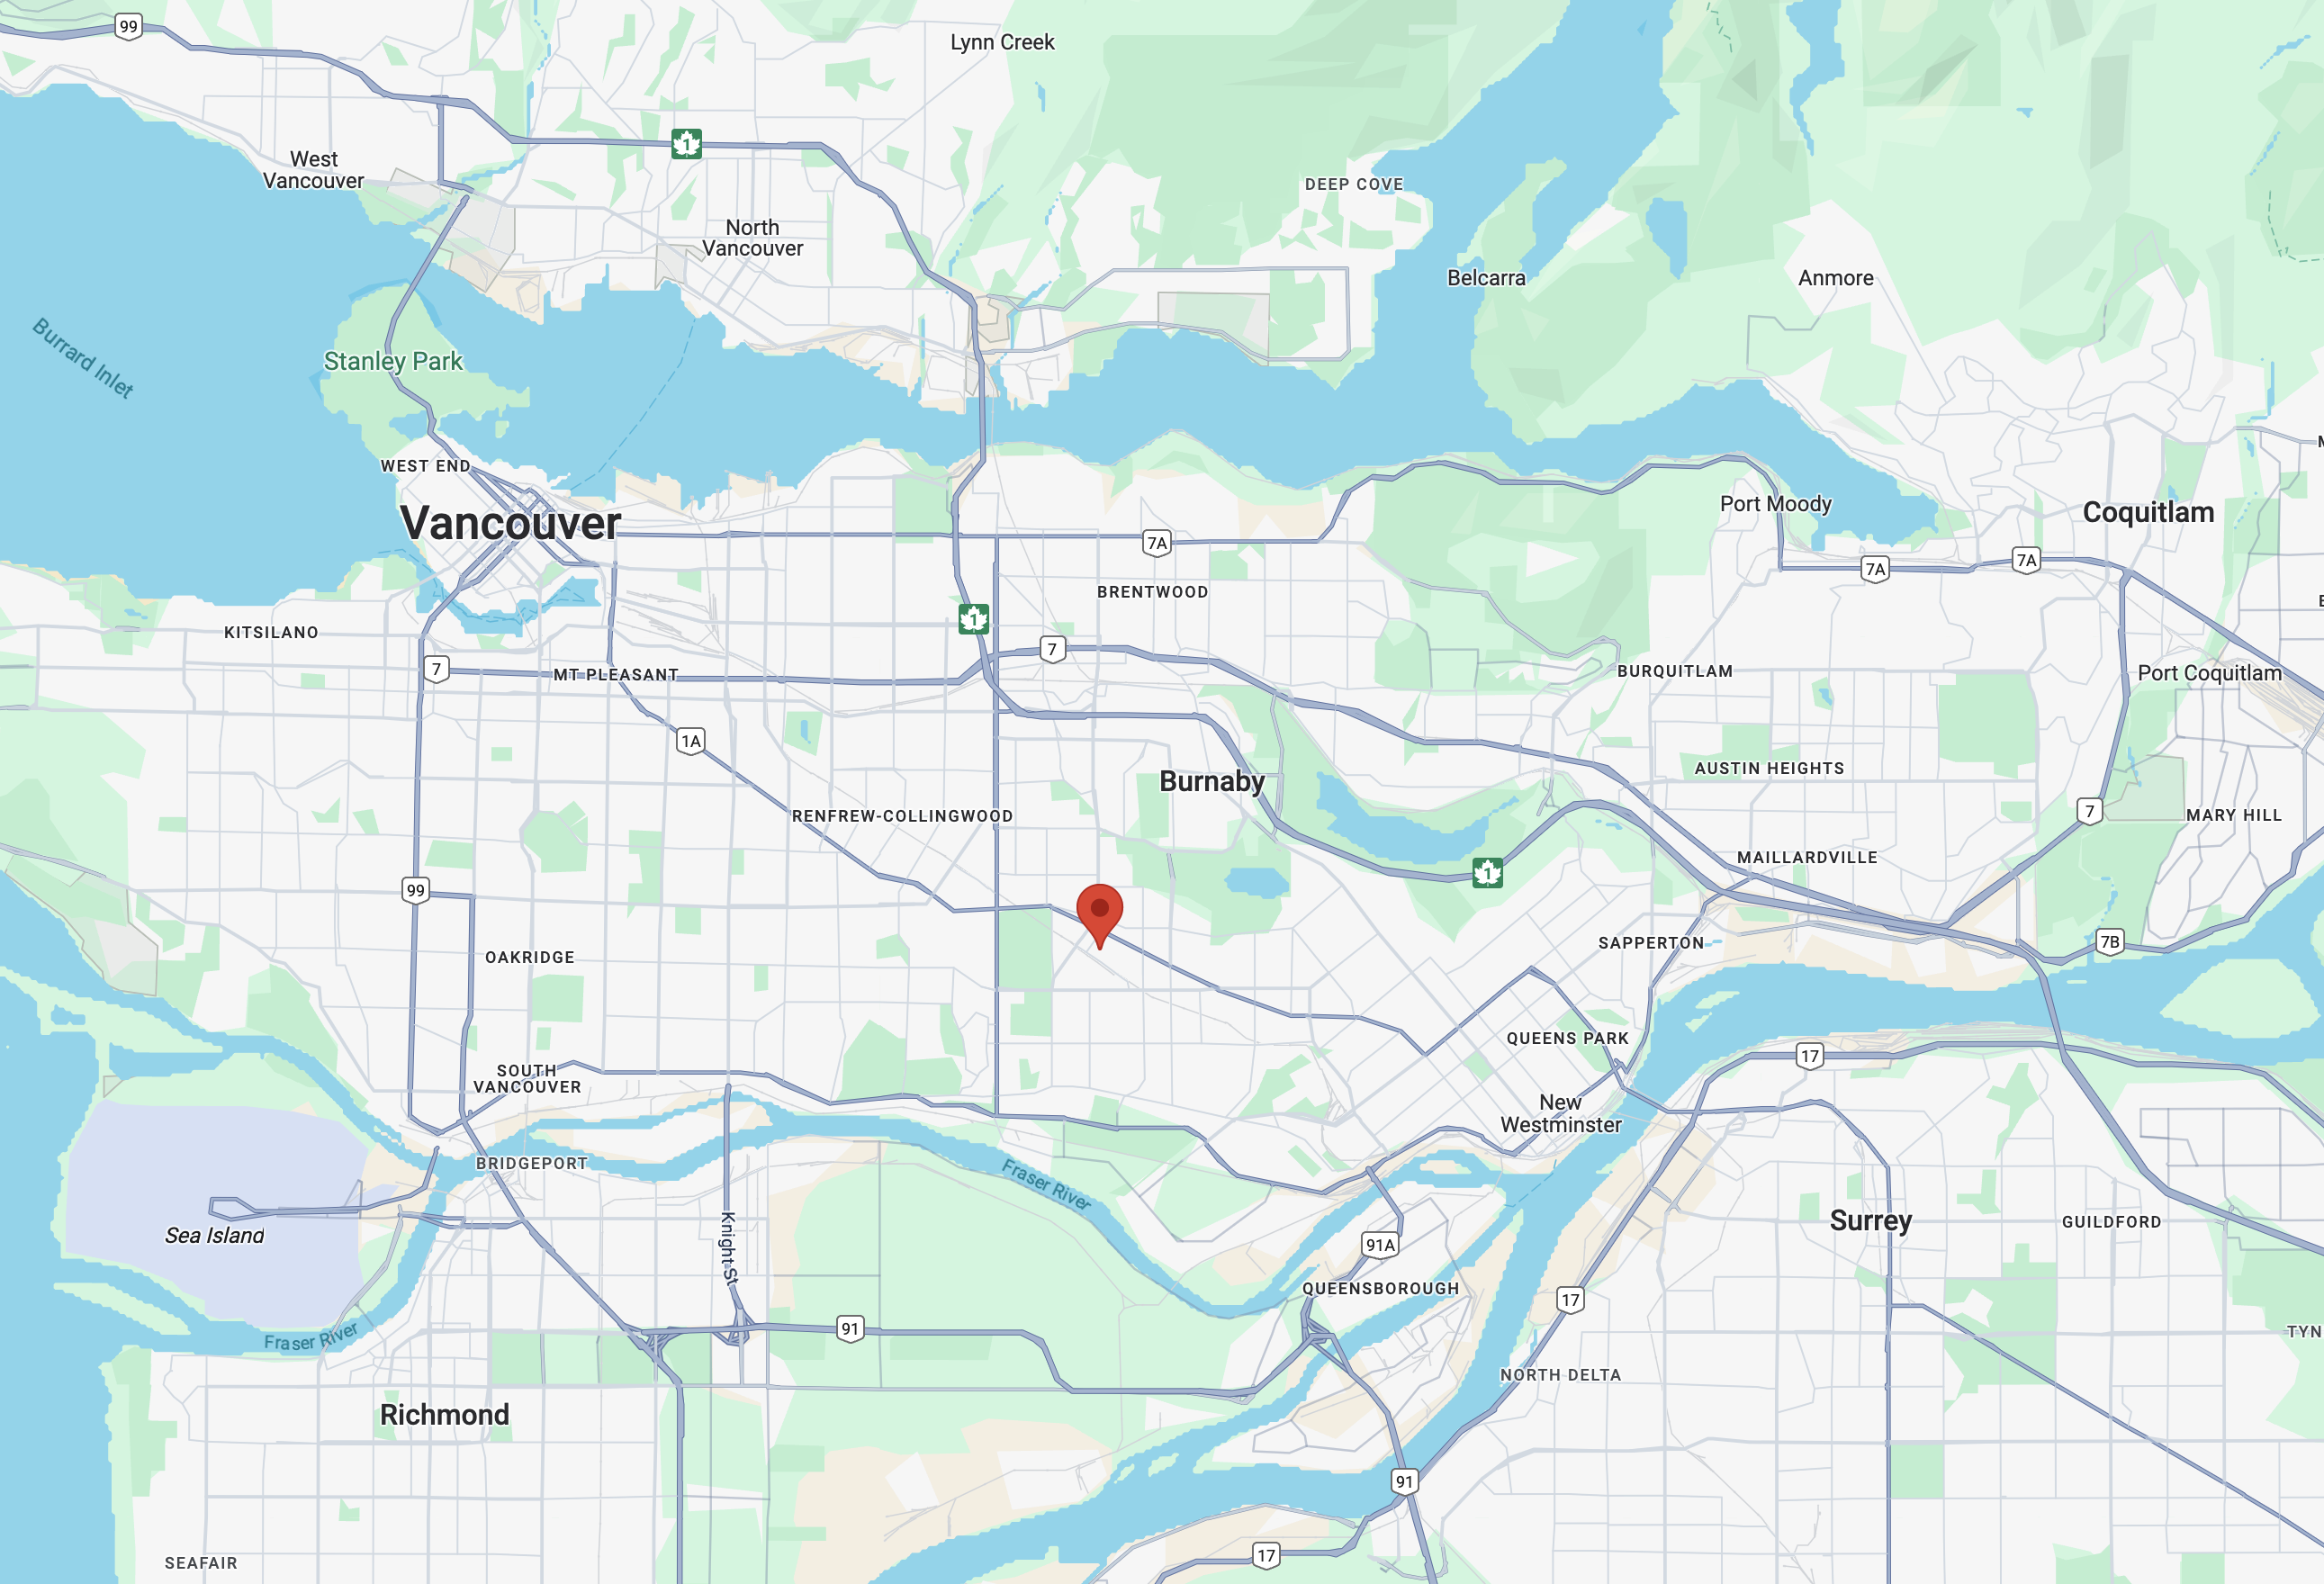 99
Lynn Creek
1
West
Vancouver
DEEP COVE
North
Vancouver
Belcarra
Anmore
Burrard Inlet
Stanley Park
WEST END
Port Moody
Coquitlam
Vancouver
7A
7A
7A
BRENTWOOD
1
KITSILANO
7
7
MT PLEASANT
BURQUITLAM
Port Coquitlam
1A
AUSTIN HEIGHTS
Burnaby
7
RENFREW-COLLINGWOOD
MARY HILL
MAILLARDVILLE
1
99
SAPPERTON
7B
OAKRIDGE
QUEENS PARK
17
SOUTH
VANCOUVER
New
Westminster
BRIDGEPORT
Fraser River
Sea Island
Knight St
Surrey
GUILDFORD
91A
QUEENSBOROUGH
17
91
Fraser River
TYN
NORTH DELTA
Richmond
91
17
SEAFAIR